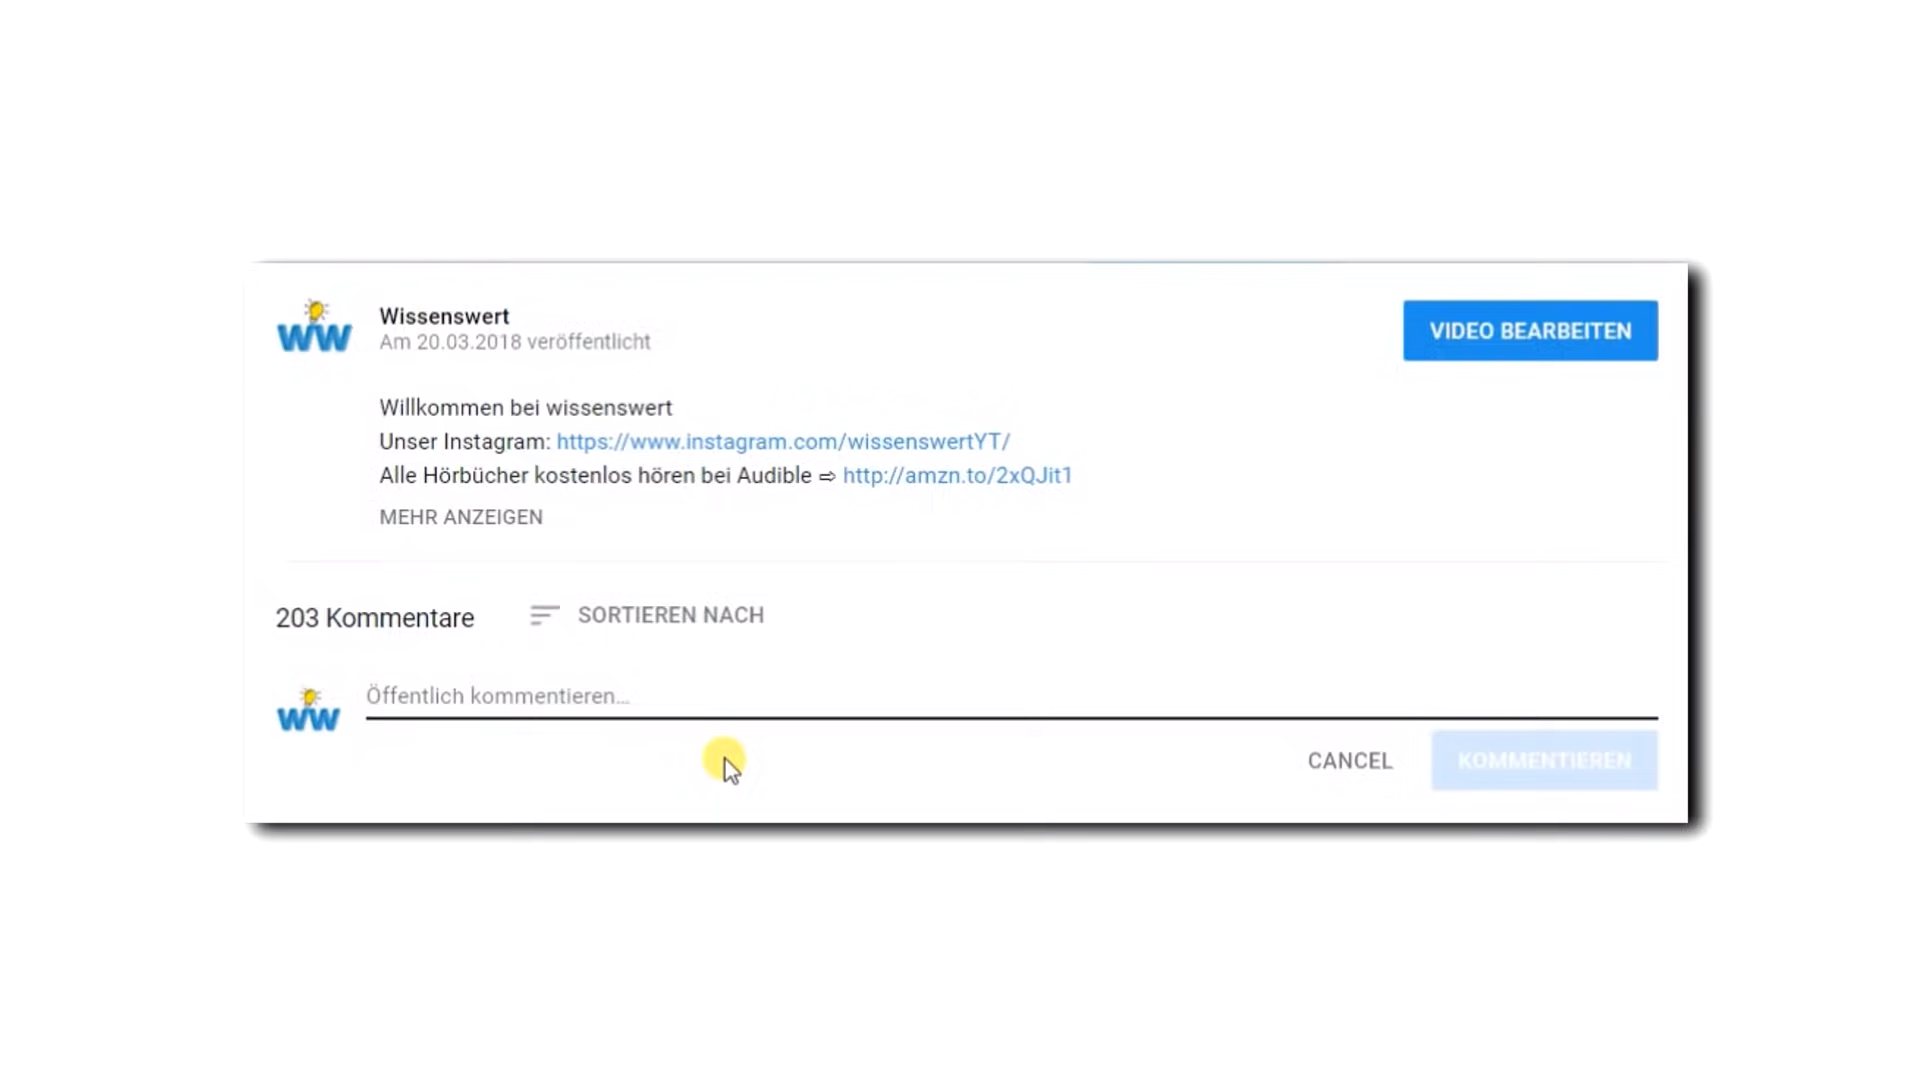 WW
Wissenswert
Am 20.03.2018 veröffentlicht
VIDEO BEARBEITEN
Willkommen bei wissenswert
Unser Instagram: https://www.instagram.com/wissenswertYT/
Alle Hörbücher kostenlos hören bei Audible ⇨ http://amzn.to/2xQJit1
MEHR ANZEIGEN
203 Kommentare
SORTIEREN NACH
WW
Öffentlich kommentieren...
CANCEL
KOMMENTIEREN